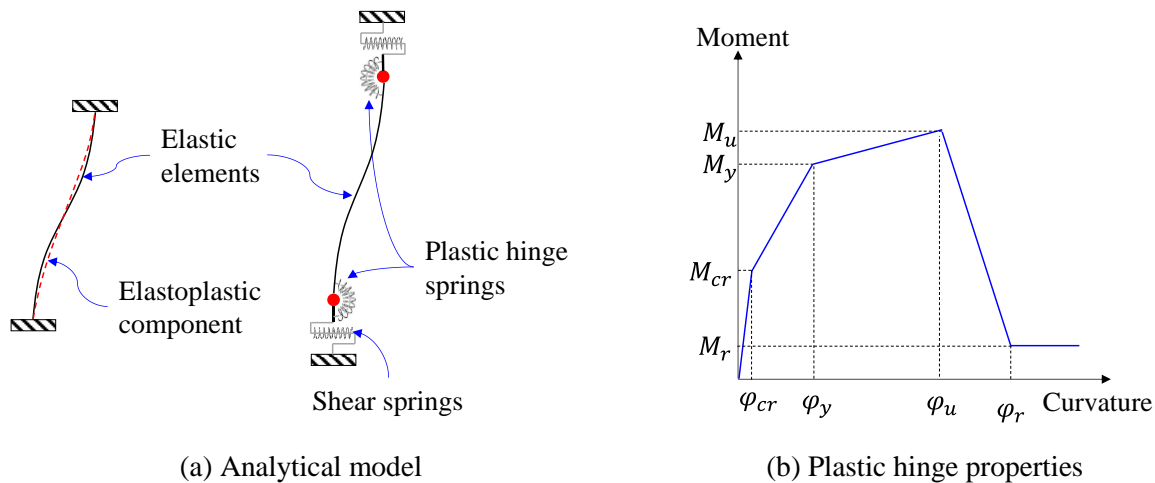 Elastic
elements
Elastoplastic
component
Plastic hinge
springs
Shear springs
(a) Analytical model
Moment
M_u
M_y
M_cr
M_r
φ_cr
φ_y
φ_u
φ_r
Curvature
(b) Plastic hinge properties